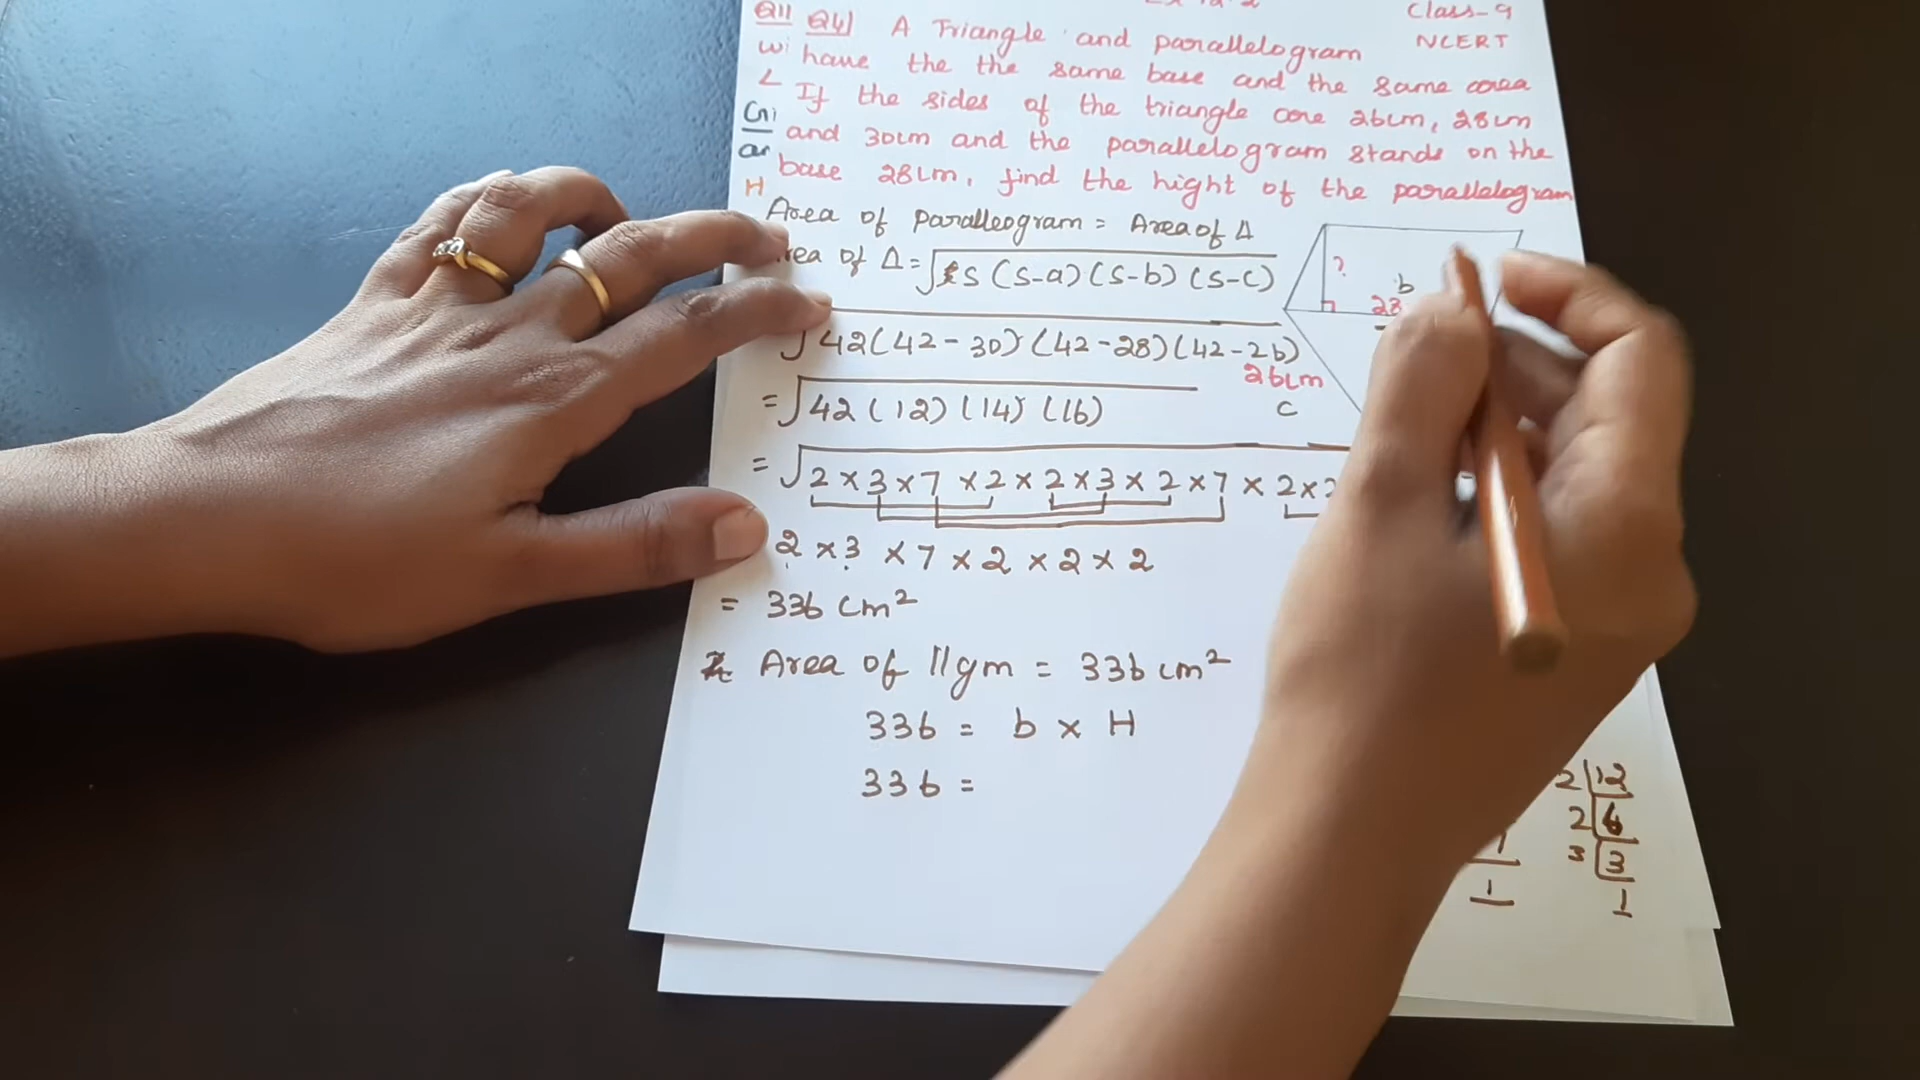 Class-9
Q4) A Triangle and parallelogram
NCERT
have the the same base and the same area
If the sides of the triangle are 26cm, 28cm
and 30cm and the parallelogram stands on the
base 28cm, find the hight of the parallelogram
Area of paralleogram = Area of Δ
rea of Δ = √S (S-a) (S-b) (S-c)
?
b
28
√42(42-30) (42-28) (42-26)
26cm
c
= √42 (12) (14) (16)
= √2 × 3 × 7 × 2 × 2 × 3 × 2 × 7 × 2 × 2
2 × 3 × 7 × 2 × 2 × 2
= 336 cm²
Area of ||gm = 336 cm²
336 = b × H
336 =
2 12
2 6
3 3
1
1